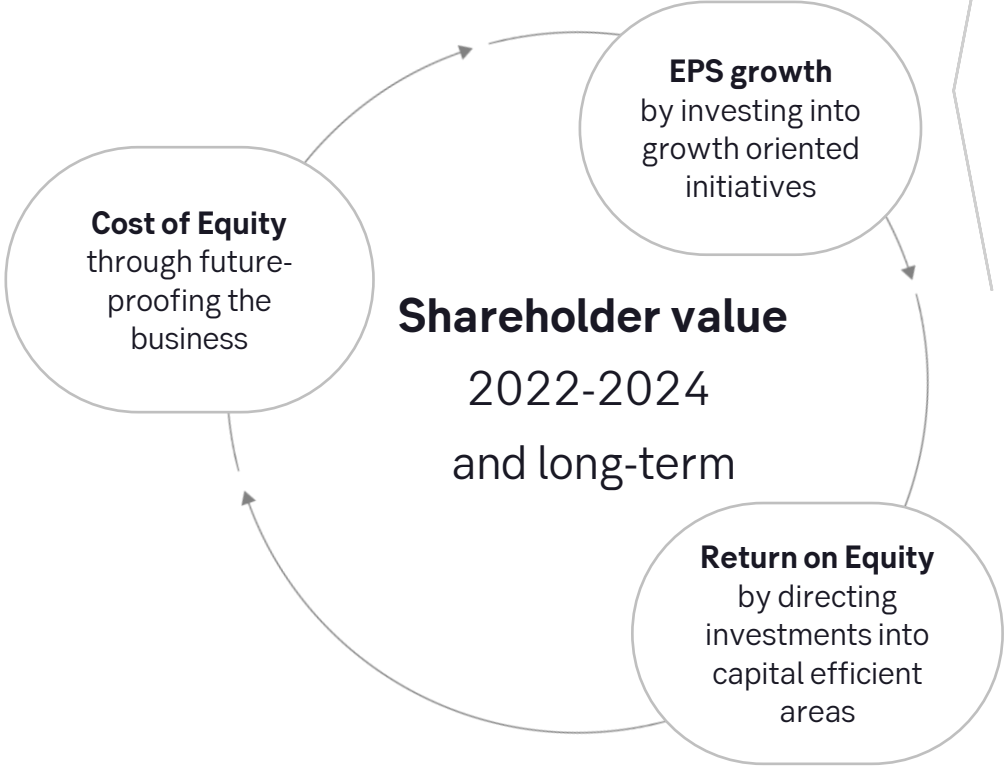 EPS growth
by investing into
growth oriented
initiatives
Cost of Equity
through future-
proofing the
business
Shareholder value
2022-2024
and long-term
Return on Equity
by directing
investments into
capital efficient
areas